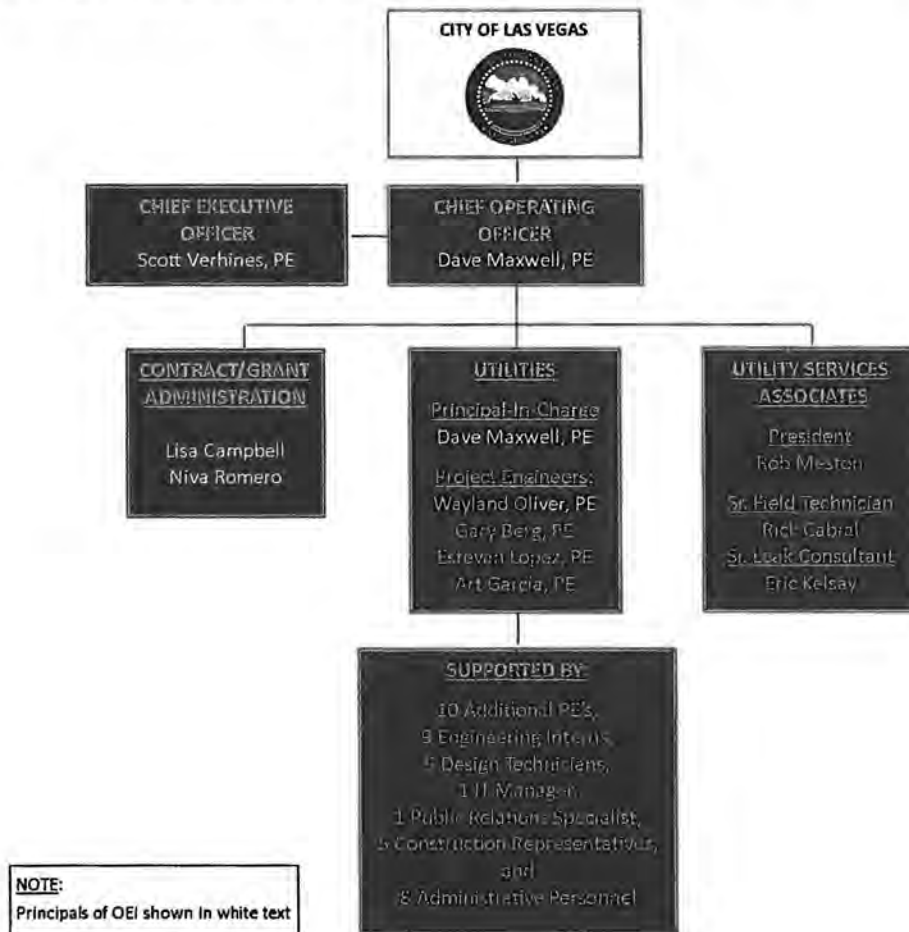 CITY OF LAS VEGAS
CHIEF EXECUTIVE
OFFICER
Scott Verhines, PE
CHIEF OPERATING
OFFICER
Dave Maxwell, PE
CONTRACT/GRANT
ADMINISTRATION
Lisa Campbell
Niva Romero
UTILITIES
Principal-In-Charge
Dave Maxwell, PE
Project Engineers:
Wayland Oliver, PE
Gary Berg, PE
Estevan Lopez, PE
Art Garcia, PE
UTILITY SERVICES
ASSOCIATES
President
Rob Meston
Sr. Field Technician
Rich Cabral
Sr. Leak Consultant
Eric Kelsay
SUPPORTED BY:
10 Additional PE's,
9 Engineering Interns,
Design Technicians,
1 IT Manager,
1 Public Relations Specialist,
5 Construction Representatives,
and
8 Administrative Personnel
NOTE:
Principals of OEI shown in white text